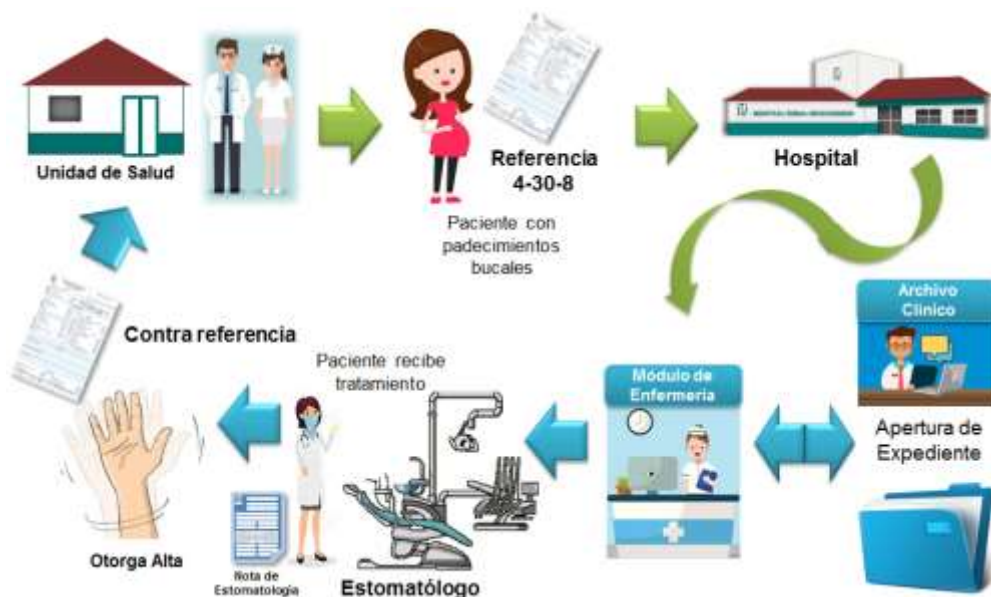 Unidad de Salud
Referencia
4-30-8
Paciente con
padecimientos
bucales
Hospital
Archivo
Clínico
Apertura de
Expediente
Módulo de
Enfermería
Paciente recibe
tratamiento
Estomatólogo
Nota de
Estomatología
Otorga Alta
Contra referencia